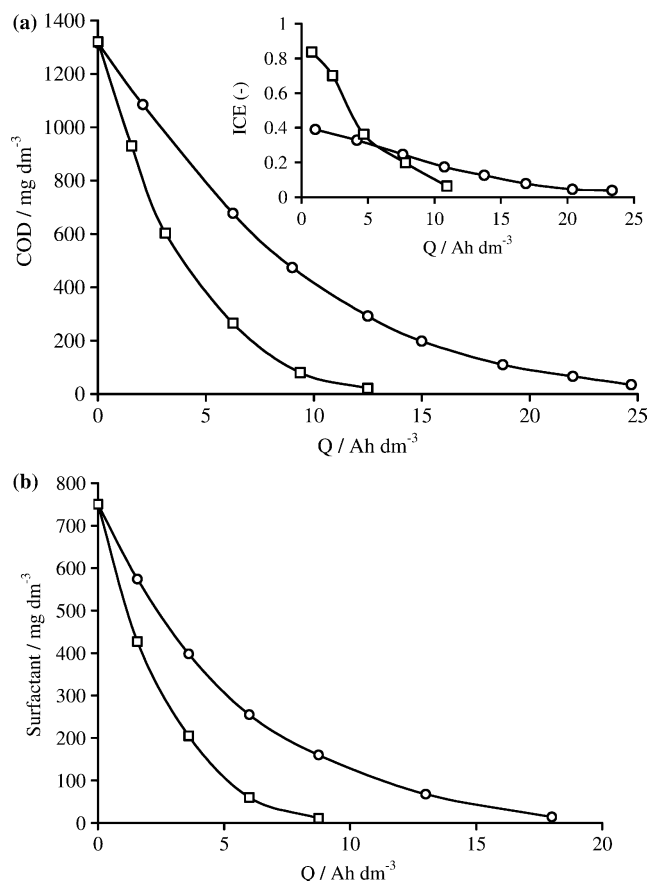 (a)
1400
1200
1000
800
600
400
200
0
COD / mg dm-3
0 5 10 15 20 25
Q / Ah dm-3
1
0.8
0.6
0.4
0.2
0
ICE (-)
0 5 10 15 20 25
Q / Ah dm-3
(b)
800
700
600
500
400
300
200
100
0
Surfactant / mg dm-3
0 5 10 15 20
Q / Ah dm-3